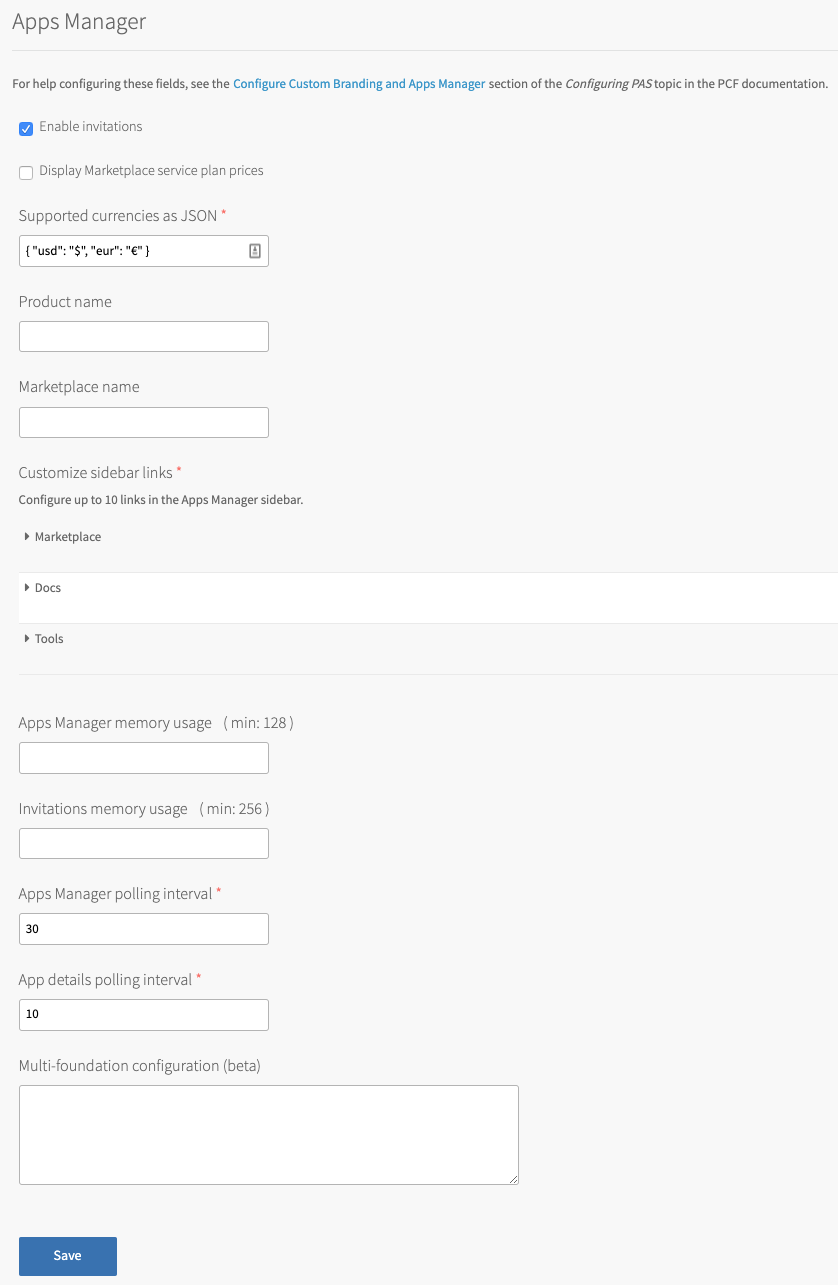 Apps Manager
For help configuring these fields, see the Configure Custom Branding and Apps Manager section of the Configuring PAS topic in the PCF documentation.
Enable invitations
Display Marketplace service plan prices
Supported currencies as JSON *
{ "usd": "$", "eur": "€" }
Product name
Marketplace name
Customize sidebar links *
Configure up to 10 links in the Apps Manager sidebar.
Marketplace
Docs
Tools
Apps Manager memory usage ( min: 128 )
Invitations memory usage ( min: 256 )
Apps Manager polling interval *
30
App details polling interval *
10
Multi-foundation configuration (beta)
Save